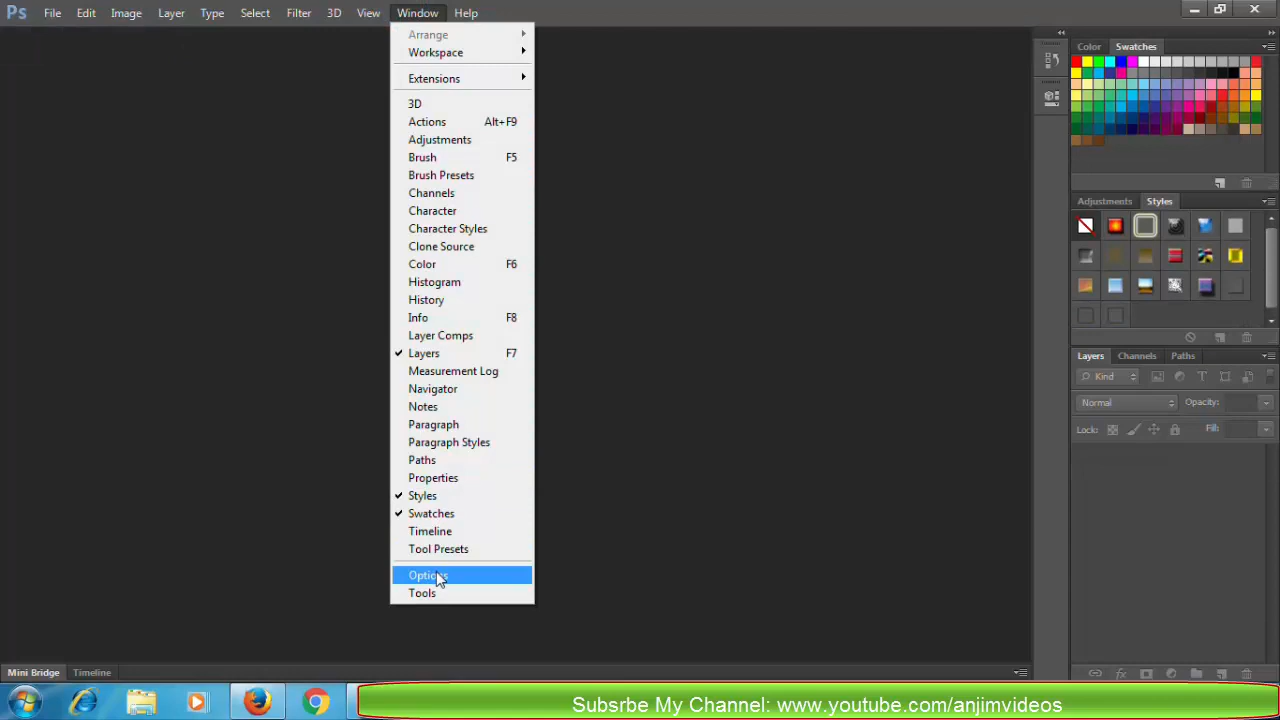 Ps File Edit Image Layer Type Select Filter 3D View Window Help
Arrange
Workspace
Extensions
3D
Actions Alt+F9
Adjustments
Brush F5
Brush Presets
Channels
Character
Character Styles
Clone Source
Color F6
Histogram
History
Info F8
Layer Comps
Layers F7
Measurement Log
Navigator
Notes
Paragraph
Paragraph Styles
Paths
Properties
Styles
Swatches
Timeline
Tool Presets
Options
Tools
Color Swatches
Adjustments Styles
Layers Channels Paths
Kind
Normal Opacity:
Lock: Fill:
Mini Bridge Timeline
Subsrbe My Channel: www.youtube.com/anjimvideos